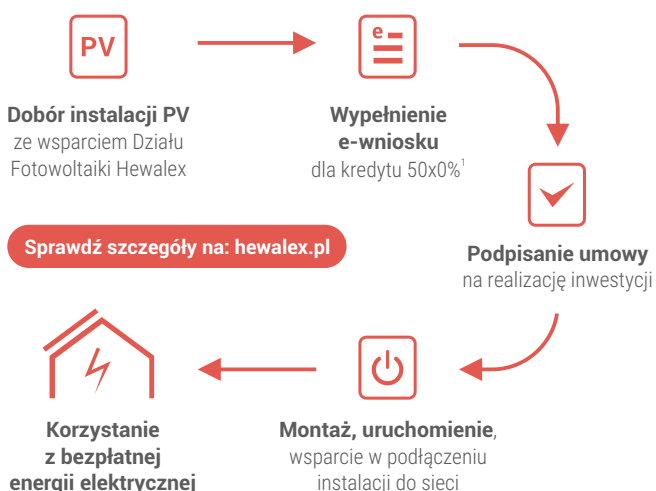 PV
Dobór instalacji PV
ze wsparciem Działu
Fotowoltaiki Hewalex
e
Wypełnienie
e-wniosku
dla kredytu 50x0%¹
Podpisanie umowy
na realizację inwestycji
Sprawdź szczegóły na: hewalex.pl
Montaż, uruchomienie,
wsparcie w podłączeniu
instalacji do sieci
Korzystanie
z bezpłatnej
energii elektrycznej